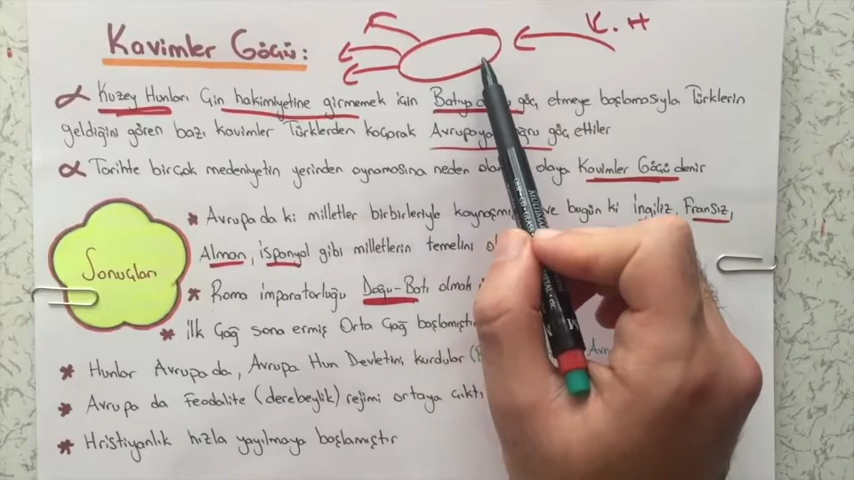 Kavimler Göçü:
K.H
α Kuzey Hunları Çin hakimiyetine girmemek için Batıya göç etmeye başlamasıyla Türklerin
geldiğini gören bazı kavimler Türklerden kaçarak Avrupaya doğru göç ettiler
α Tarihte birçok medeniyetin yerinden oynamasına neden olan olaya Kavimler Göçü denir
Sonuçları
* Avrupa da ki milletler birbirleriyle kaynaşmış ve bugün ki İngiliz, Fransız,
Alman, İspanyol gibi milletlerin temelini
* Roma imparatorluğu Doğu-Batı olmak
* İlk Çağ sona ermiş Orta Çağ başlamıştır
* Hunlar Avrupa da, Avrupa Hun Devletini kurdular
* Avrupa da feodalite (derebeylik) rejimi ortaya çıktı
* Hristiyanlık hızla yayılmaya başlamıştır